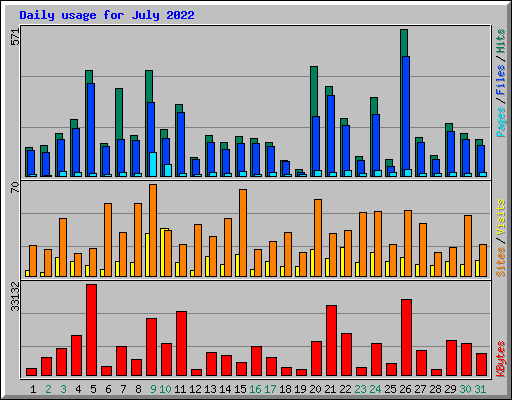 Daily usage for July 2022
571
Pages / Files / Hits
70
Sites / Visits
33132
KBytes
1 2 3 4 5 6 7 8 9 10 11 12 13 14 15 16 17 18 19 20 21 22 23 24 25 26 27 28 29 30 31